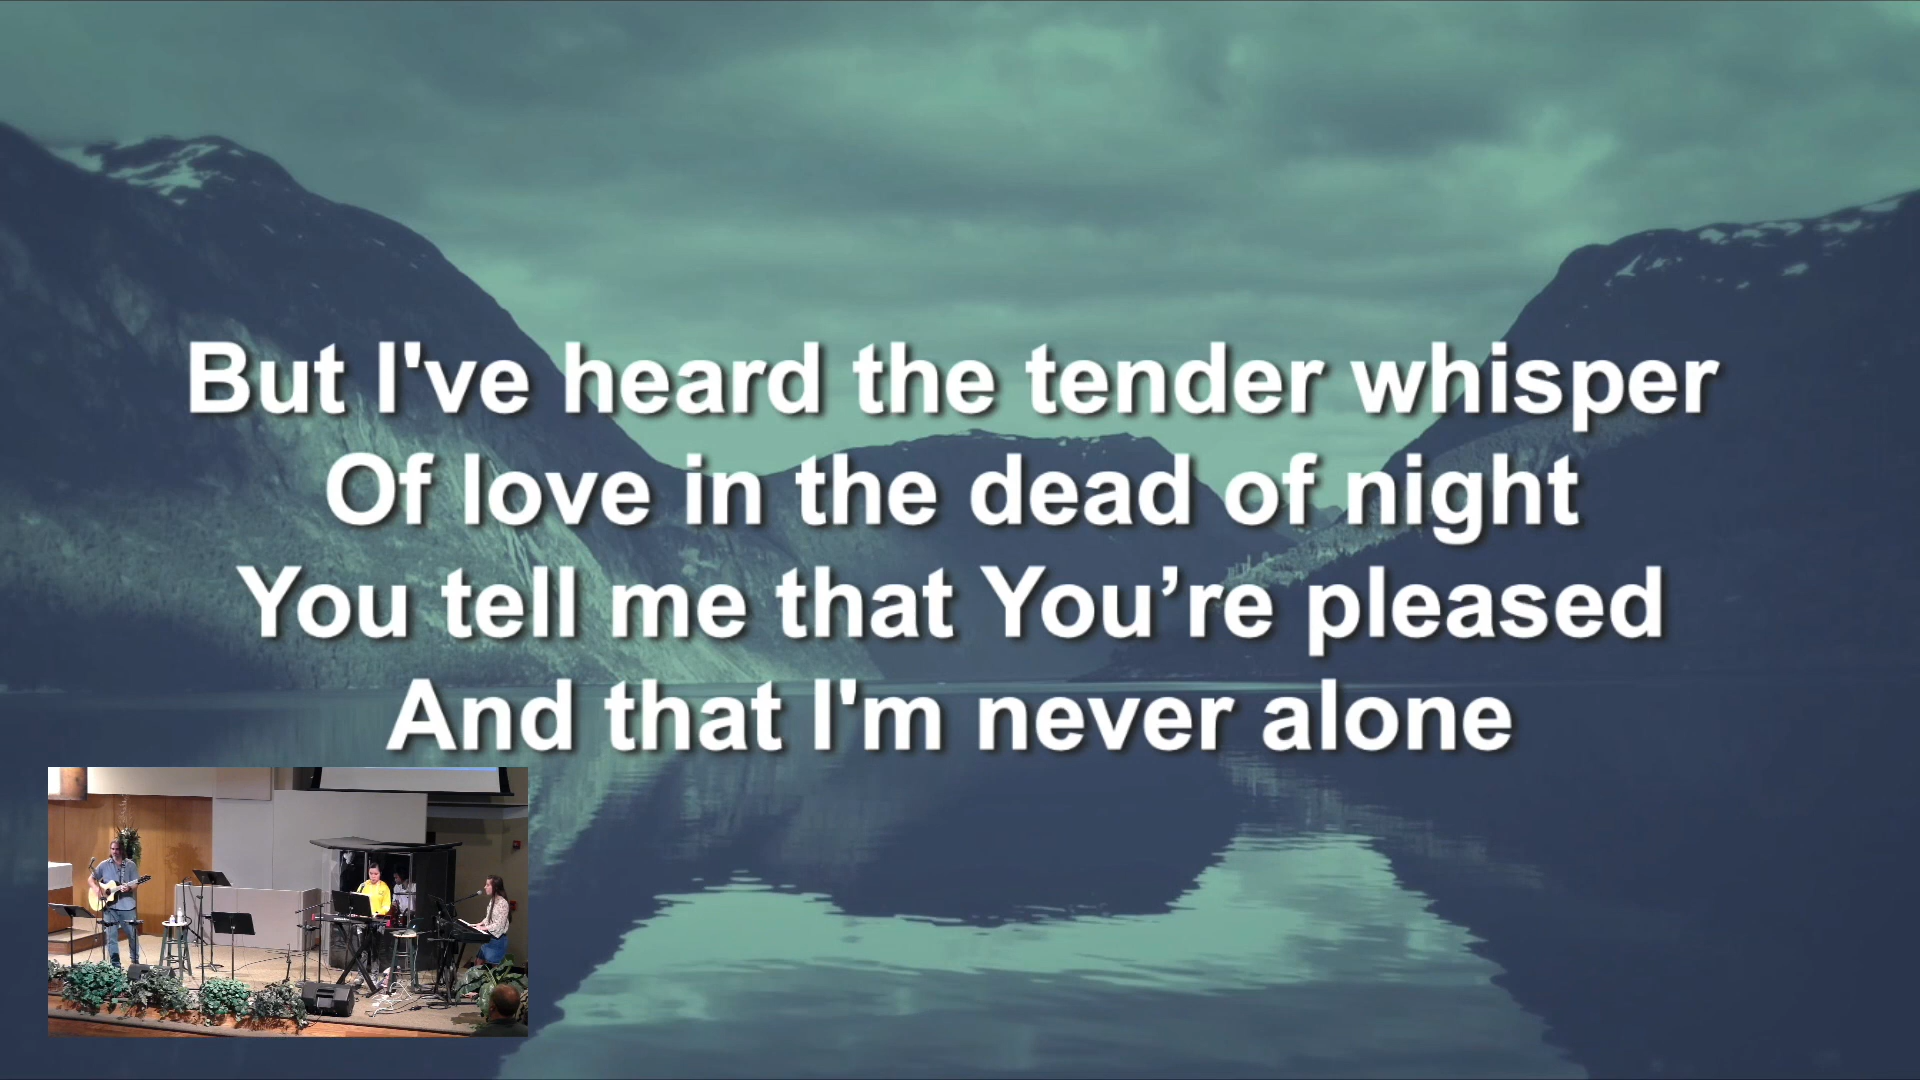 But I've heard the tender whisper
Of love in the dead of night
You tell me that You’re pleased
And that I'm never alone